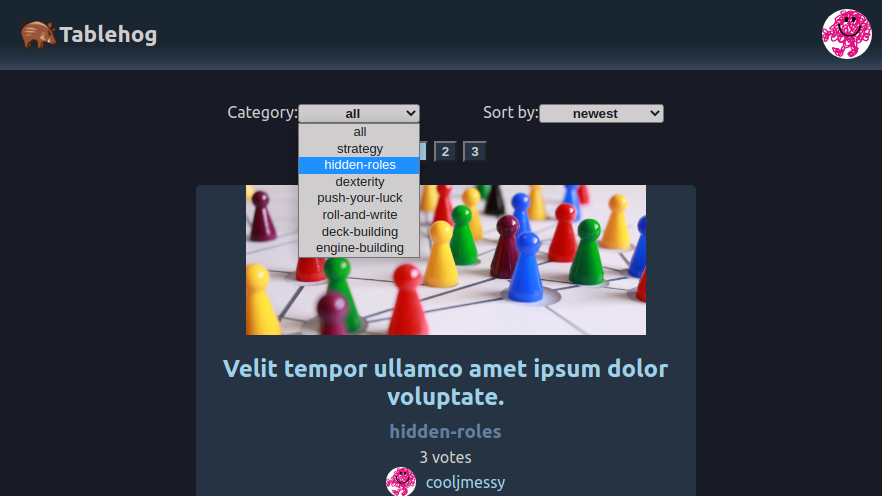 Tablehog
Category: all
Sort by: newest
all
strategy
hidden-roles
dexterity
push-your-luck
roll-and-write
deck-building
engine-building
2 3
Velit tempor ullamco amet ipsum dolor
voluptate.
hidden-roles
3 votes
cooljmessy